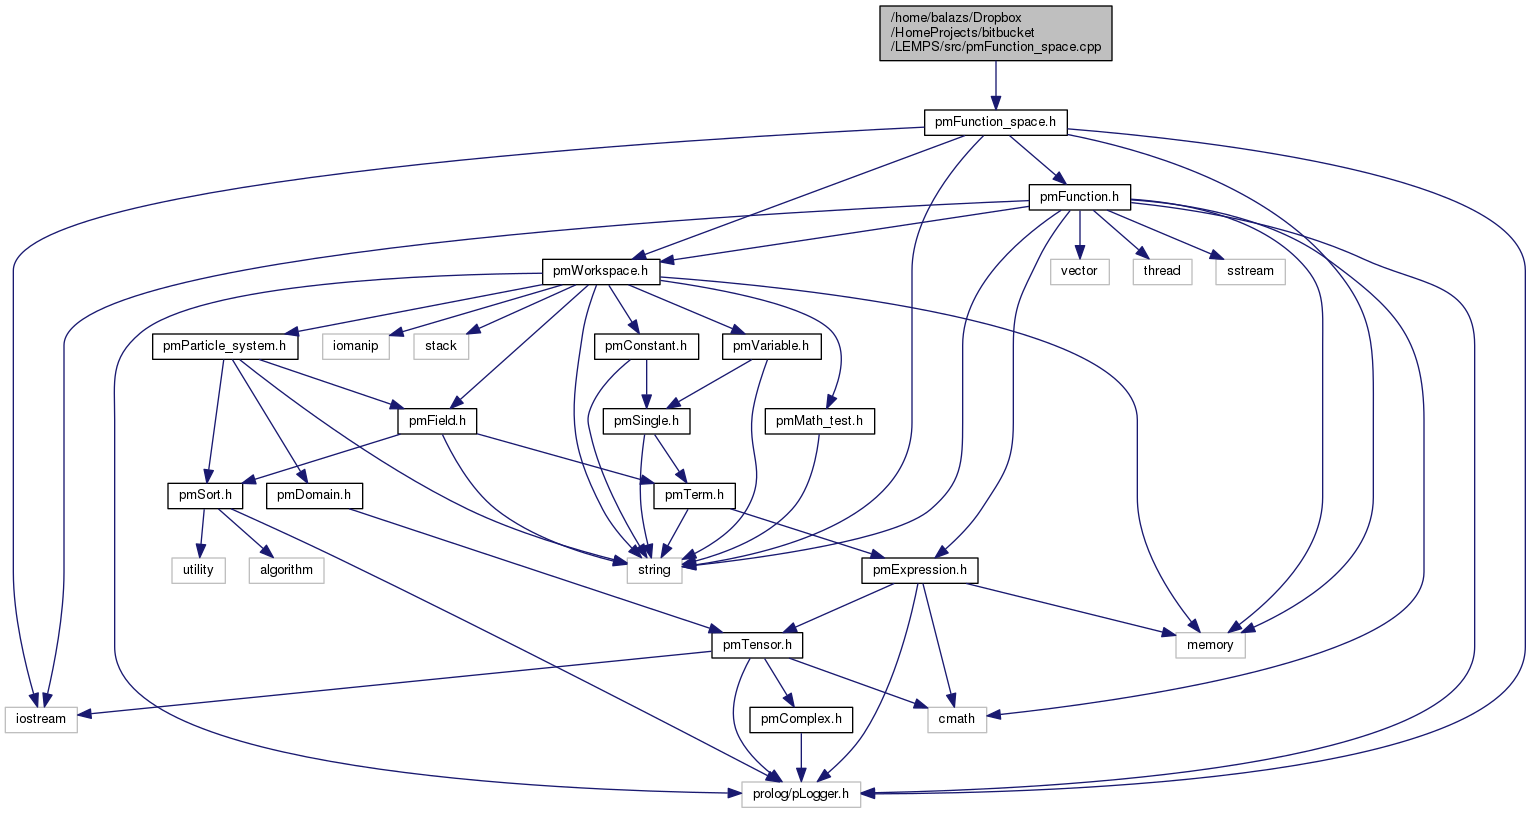 /home/balazs/Dropbox
/HomeProjects/bitbucket
/LEMPS/src/pmFunction_space.cpp
pmFunction_space.h
pmFunction.h
pmWorkspace.h
vector
thread
sstream
pmParticle_system.h
iomanip
stack
pmConstant.h
pmVariable.h
pmField.h
pmSingle.h
pmMath_test.h
pmSort.h
pmDomain.h
pmTerm.h
utility
algorithm
string
pmExpression.h
pmTensor.h
memory
iostream
pmComplex.h
cmath
prolog/pLogger.h